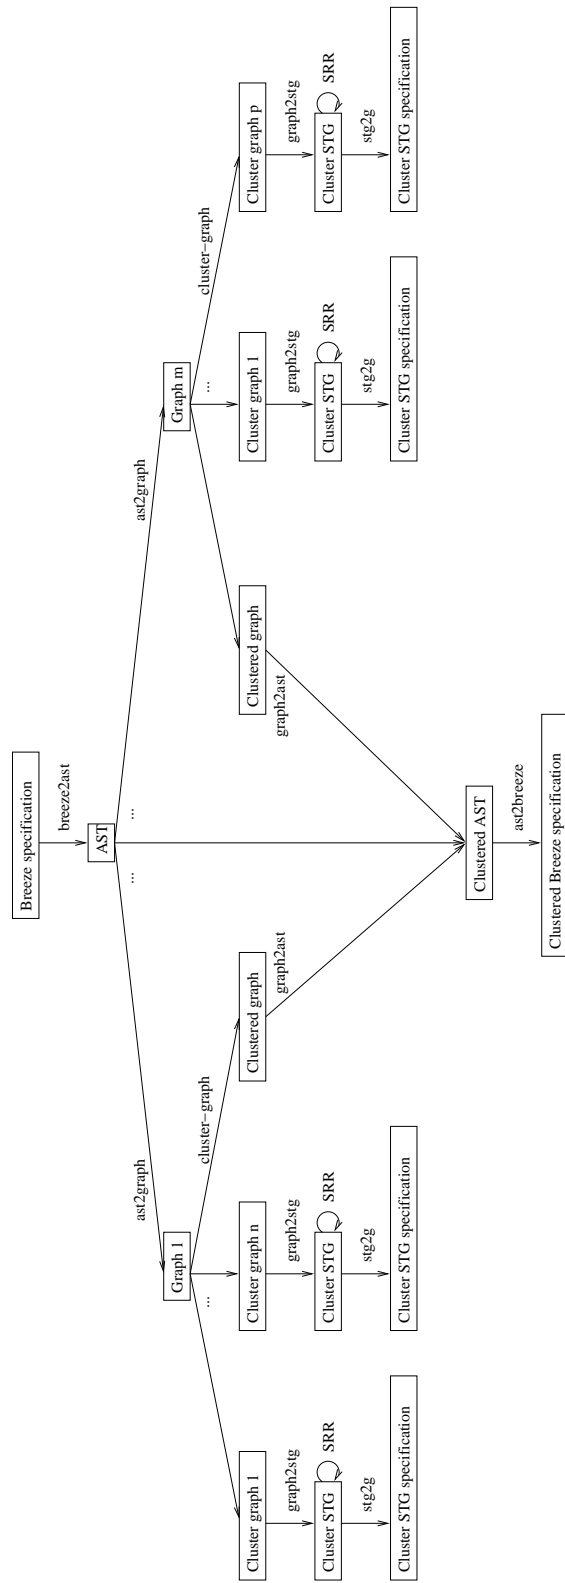 Breeze specification
breeze2ast
AST
ast2graph
...
...
ast2graph
Graph 1
Graph m
cluster−graph
...
...
cluster−graph
Cluster graph 1
Cluster graph n
Clustered graph
Clustered graph
Cluster graph 1
Cluster graph p
graph2stg
graph2stg
graph2ast
graph2ast
graph2stg
graph2stg
Cluster STG
SRR
Cluster STG
SRR
Cluster STG
SRR
Cluster STG
SRR
stg2g
stg2g
stg2g
stg2g
Cluster STG specification
Cluster STG specification
Cluster STG specification
Cluster STG specification
Clustered AST
ast2breeze
Clustered Breeze specification